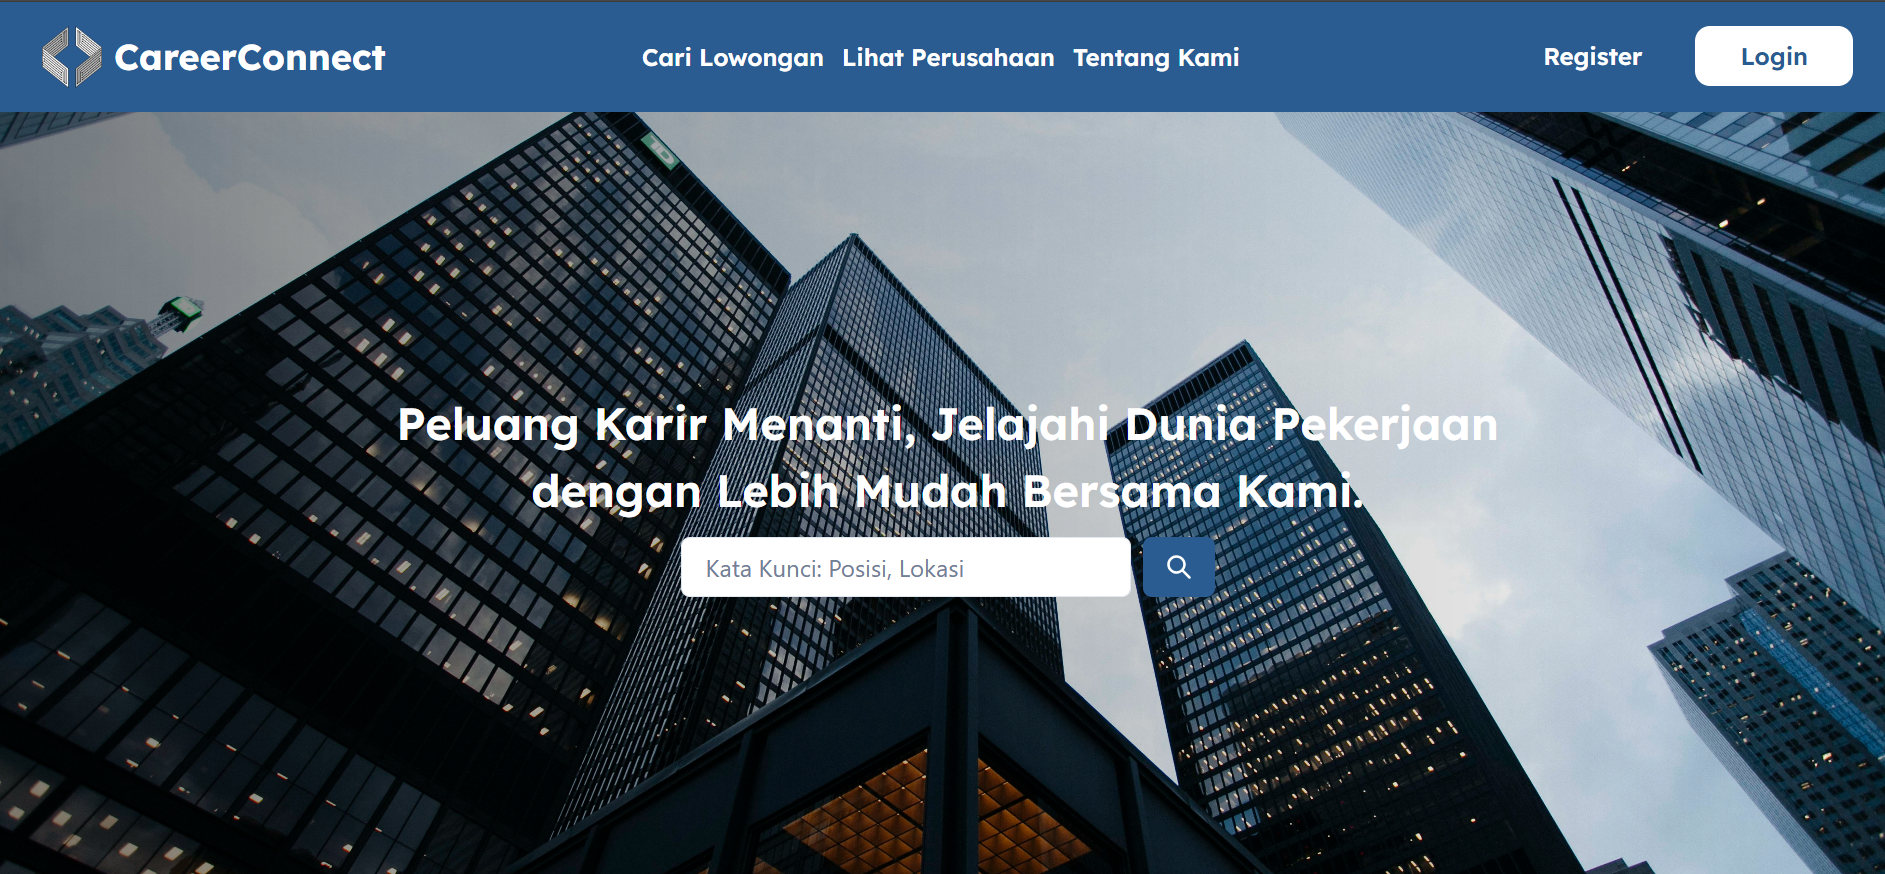 CareerConnect
Cari Lowongan Lihat Perusahaan Tentang Kami
Register
Login
TD
Peluang Karir Menanti, Jelajahi Dunia Pekerjaan
dengan Lebih Mudah Bersama Kami.
Kata Kunci: Posisi, Lokasi